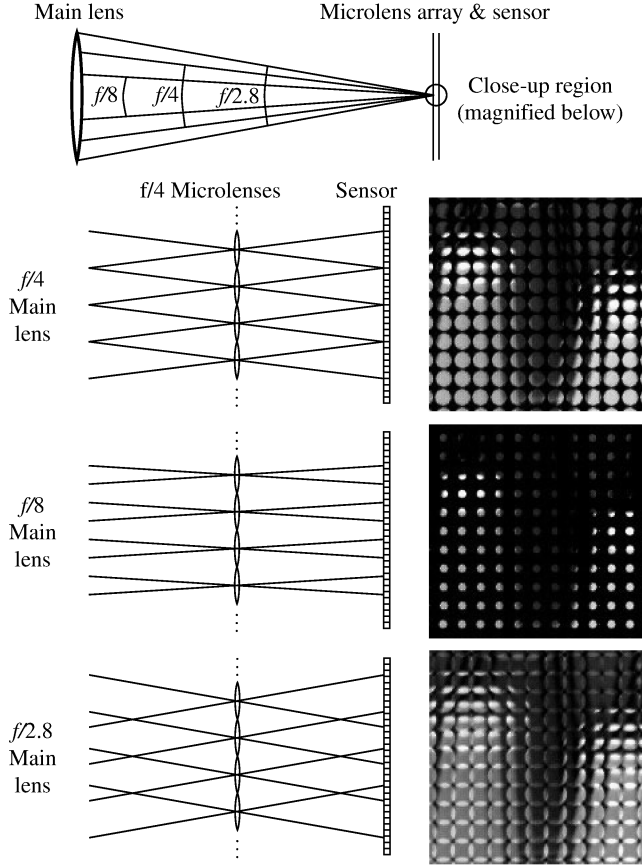 Main lens
Microlens array & sensor
f/8
f/4
f/2.8
Close-up region
(magnified below)
f/4 Microlenses
Sensor
f/4
Main
lens
f/8
Main
lens
f/2.8
Main
lens